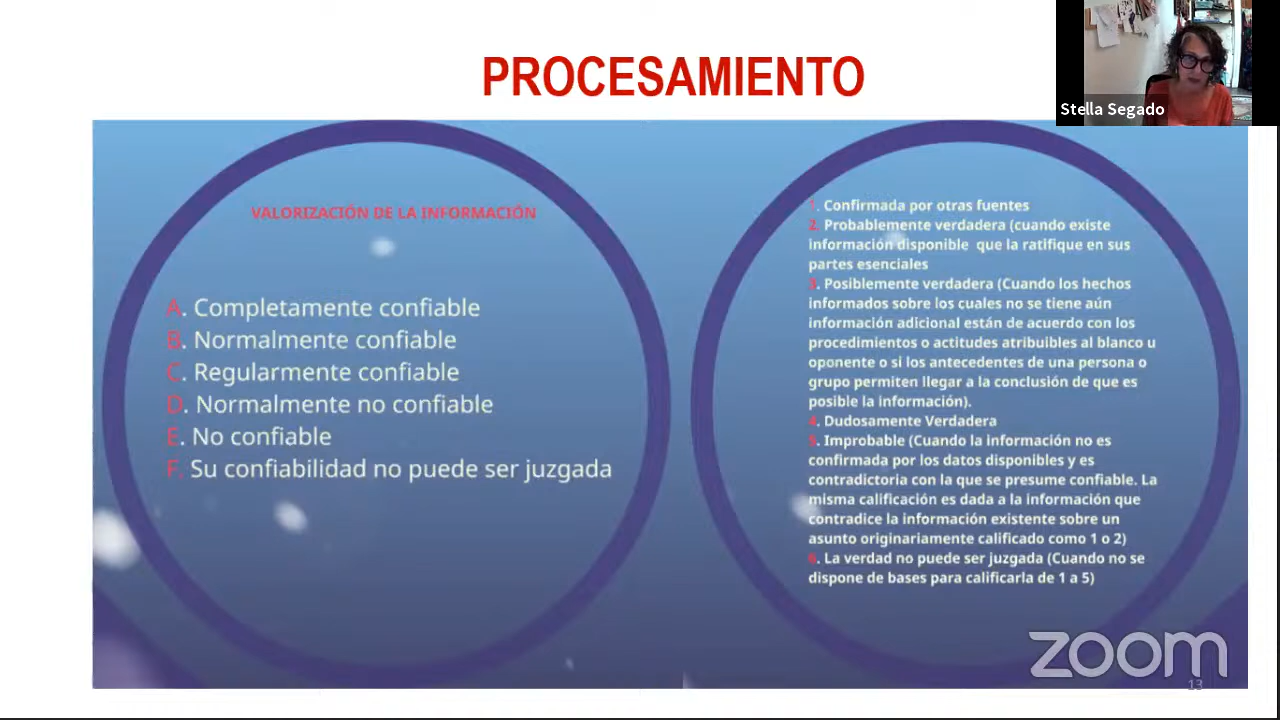 PROCESAMIENTO
Stella Segado
VALORIZACIÓN DE LA INFORMACIÓN
A. Completamente confiable
B. Normalmente confiable
C. Regularmente confiable
D. Normalmente no confiable
E. No confiable
F. Su confiabilidad no puede ser juzgada
1. Confirmada por otras fuentes
2. Probablemente verdadera (cuando existe
información disponible que la ratifique en sus
partes esenciales
3. Posiblemente verdadera (Cuando los hechos
informados sobre los cuales no se tiene aún
información adicional están de acuerdo con los
procedimientos o actitudes atribuibles al blanco u
oponente o si los antecedentes de una persona o
grupo permiten llegar a la conclusión de que es
posible la información).
4. Dudosamente Verdadera
5. Improbable (Cuando la información no es
confirmada por los datos disponibles y es
contradictoria con la que se presume confiable. La
misma calificación es dada a la información que
contradice la información existente sobre un
asunto originariamente calificado como 1 o 2)
6. La verdad no puede ser juzgada (Cuando no se
dispone de bases para calificarla de 1 a 5)
zoom
13